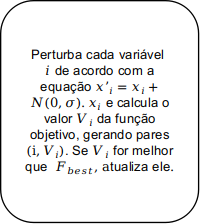 Perturba cada variável
i de acordo com a
equação x'ᵢ = xᵢ +
N(0, σ). xᵢ e calcula o
valor Vᵢ da função
objetivo, gerando pares
(i, Vᵢ). Se Vᵢ for melhor
que F_best, atualiza ele.